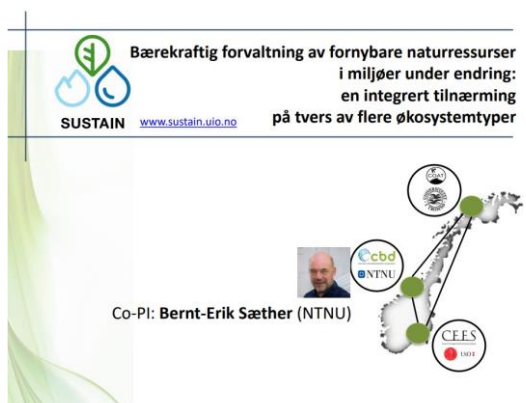 Bærekraftig forvaltning av fornybare naturressurser
i miljøer under endring:
en integrert tilnærming
på tvers av flere økosystemtyper
SUSTAIN
www.sustain.uio.no
COAT
cbd
NTNU
Co-PI: Bernt-Erik Sæther (NTNU)
CEES
UiO